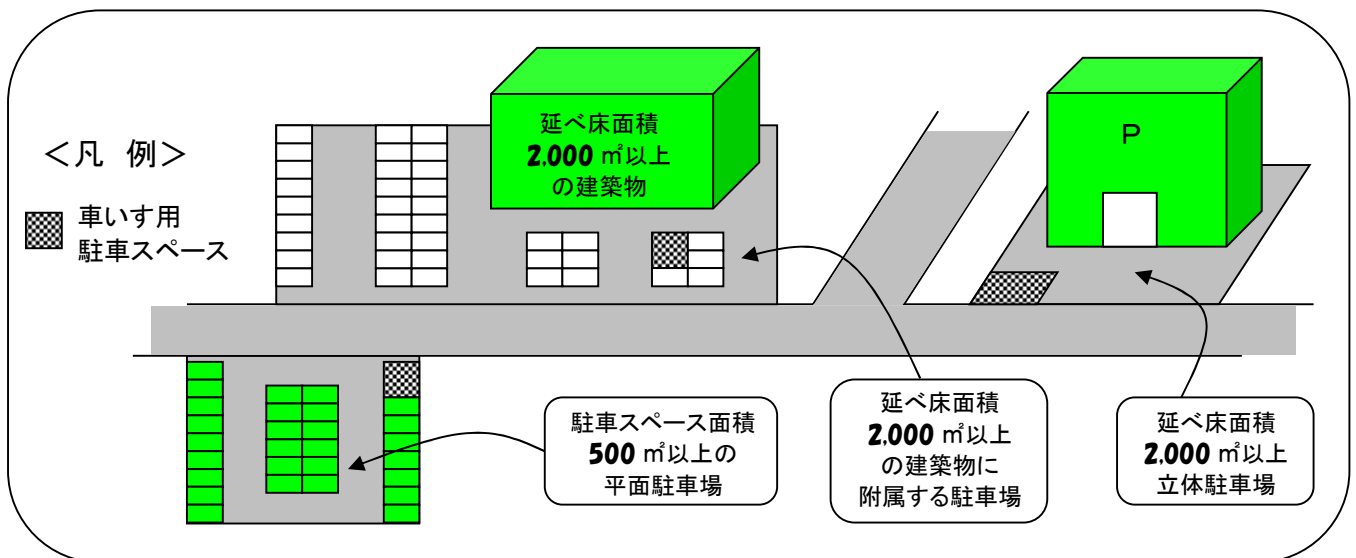 <凡 例>
車いす用
駐車スペース
延べ床面積
2,000 ㎡以上
の建築物
P
駐車スペース面積
500 ㎡以上の
平面駐車場
延べ床面積
2,000 ㎡以上
の建築物に
附属する駐車場
延べ床面積
2,000 ㎡以上
立体駐車場